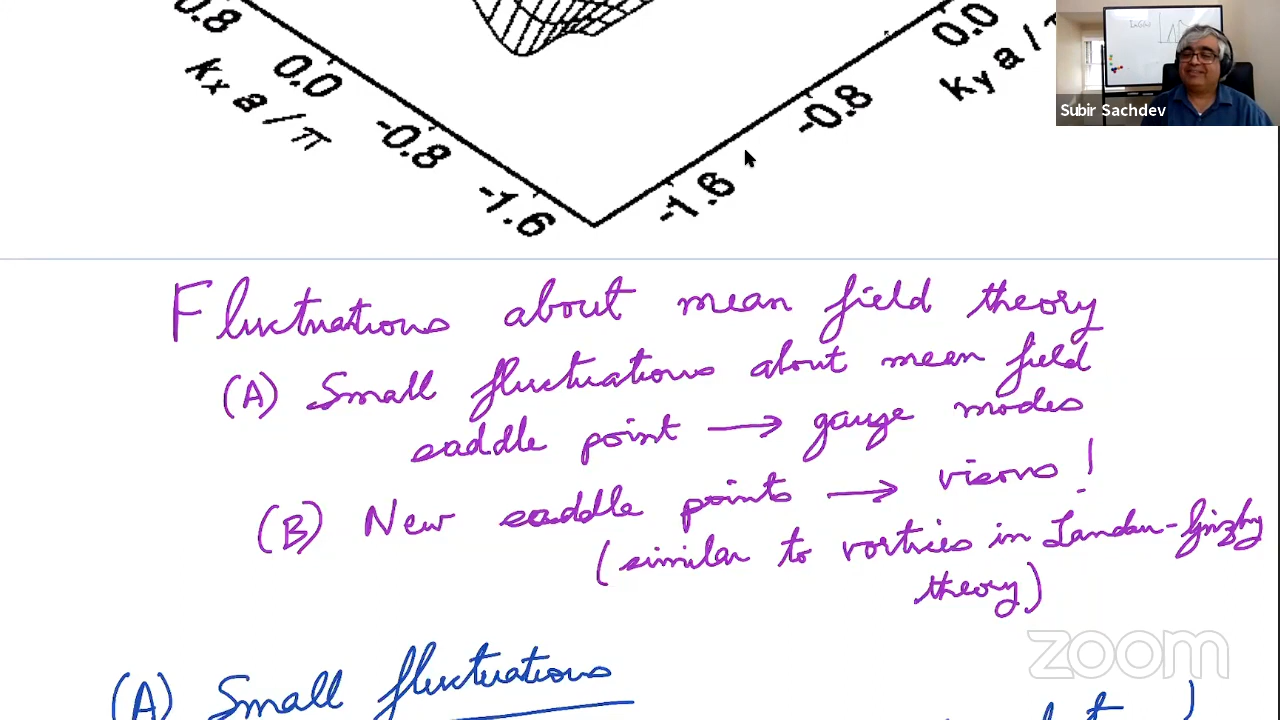 0.8
0.0
-0.8
-1.6
kx a / π
-1.6
-0.8
0.0
ky a /
Subir Sachdev
Fluctuations about mean field theory
(A) Small fluctuations about mean field
saddle point → gauge modes
(B) New saddle points → visons !
(similar to vortices in Landau-Ginzburg
theory)
zoom
(A) Small fluctuations